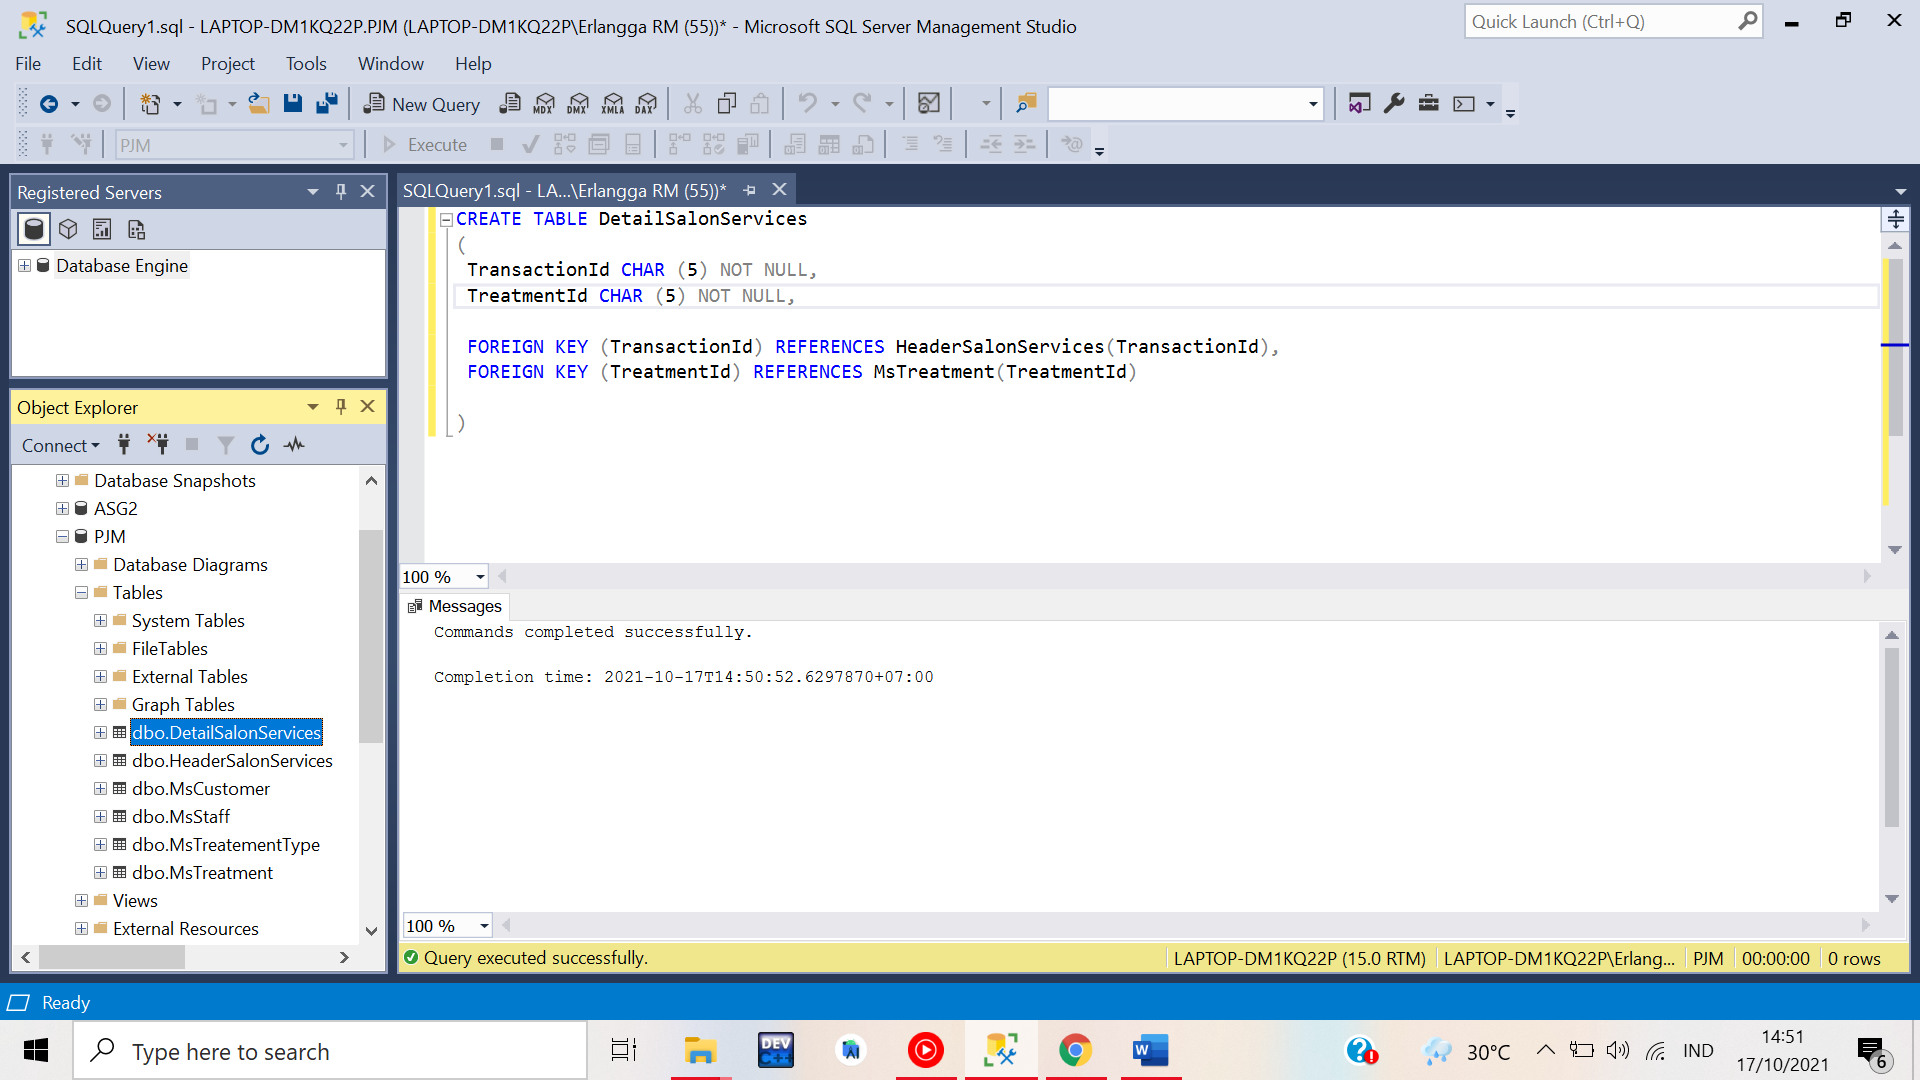 SQLQuery1.sql - LAPTOP-DM1KQ22P.PJM (LAPTOP-DM1KQ22P\Erlangga RM (55))* - Microsoft SQL Server Management Studio
Quick Launch (Ctrl+Q)
File Edit View Project Tools Window Help
New Query MDX DMX XMLA DAX
PJM Execute
Registered Servers
Database Engine
SQLQuery1.sql - LA...\Erlangga RM (55))*
CREATE TABLE DetailSalonServices
(
TransactionId CHAR (5) NOT NULL,
TreatmentId CHAR (5) NOT NULL,
FOREIGN KEY (TransactionId) REFERENCES HeaderSalonServices(TransactionId),
FOREIGN KEY (TreatmentId) REFERENCES MsTreatment(TreatmentId)
)
100 %
Object Explorer
Connect
Database Snapshots
ASG2
PJM
Database Diagrams
Tables
System Tables
FileTables
External Tables
Graph Tables
dbo.DetailSalonServices
dbo.HeaderSalonServices
dbo.MsCustomer
dbo.MsStaff
dbo.MsTreatementType
dbo.MsTreatment
Views
External Resources
Messages
Commands completed successfully.
Completion time: 2021-10-17T14:50:52.6297870+07:00
100 %
Query executed successfully.
LAPTOP-DM1KQ22P (15.0 RTM) LAPTOP-DM1KQ22P\Erlang... PJM 00:00:00 0 rows
Ready
Type here to search
DEV C++
W
30°C
IND
14:51
17/10/2021
6